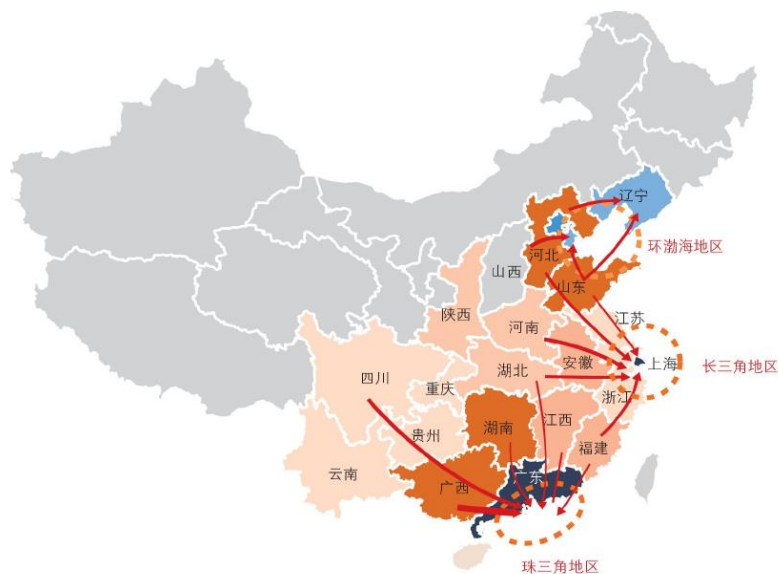 辽宁
环渤海地区
河北
山西
山东
陕西
河南
江苏
安徽
上海
长三角地区
四川
湖北
重庆
浙江
江西
湖南
贵州
福建
云南
广西
广东
珠三角地区